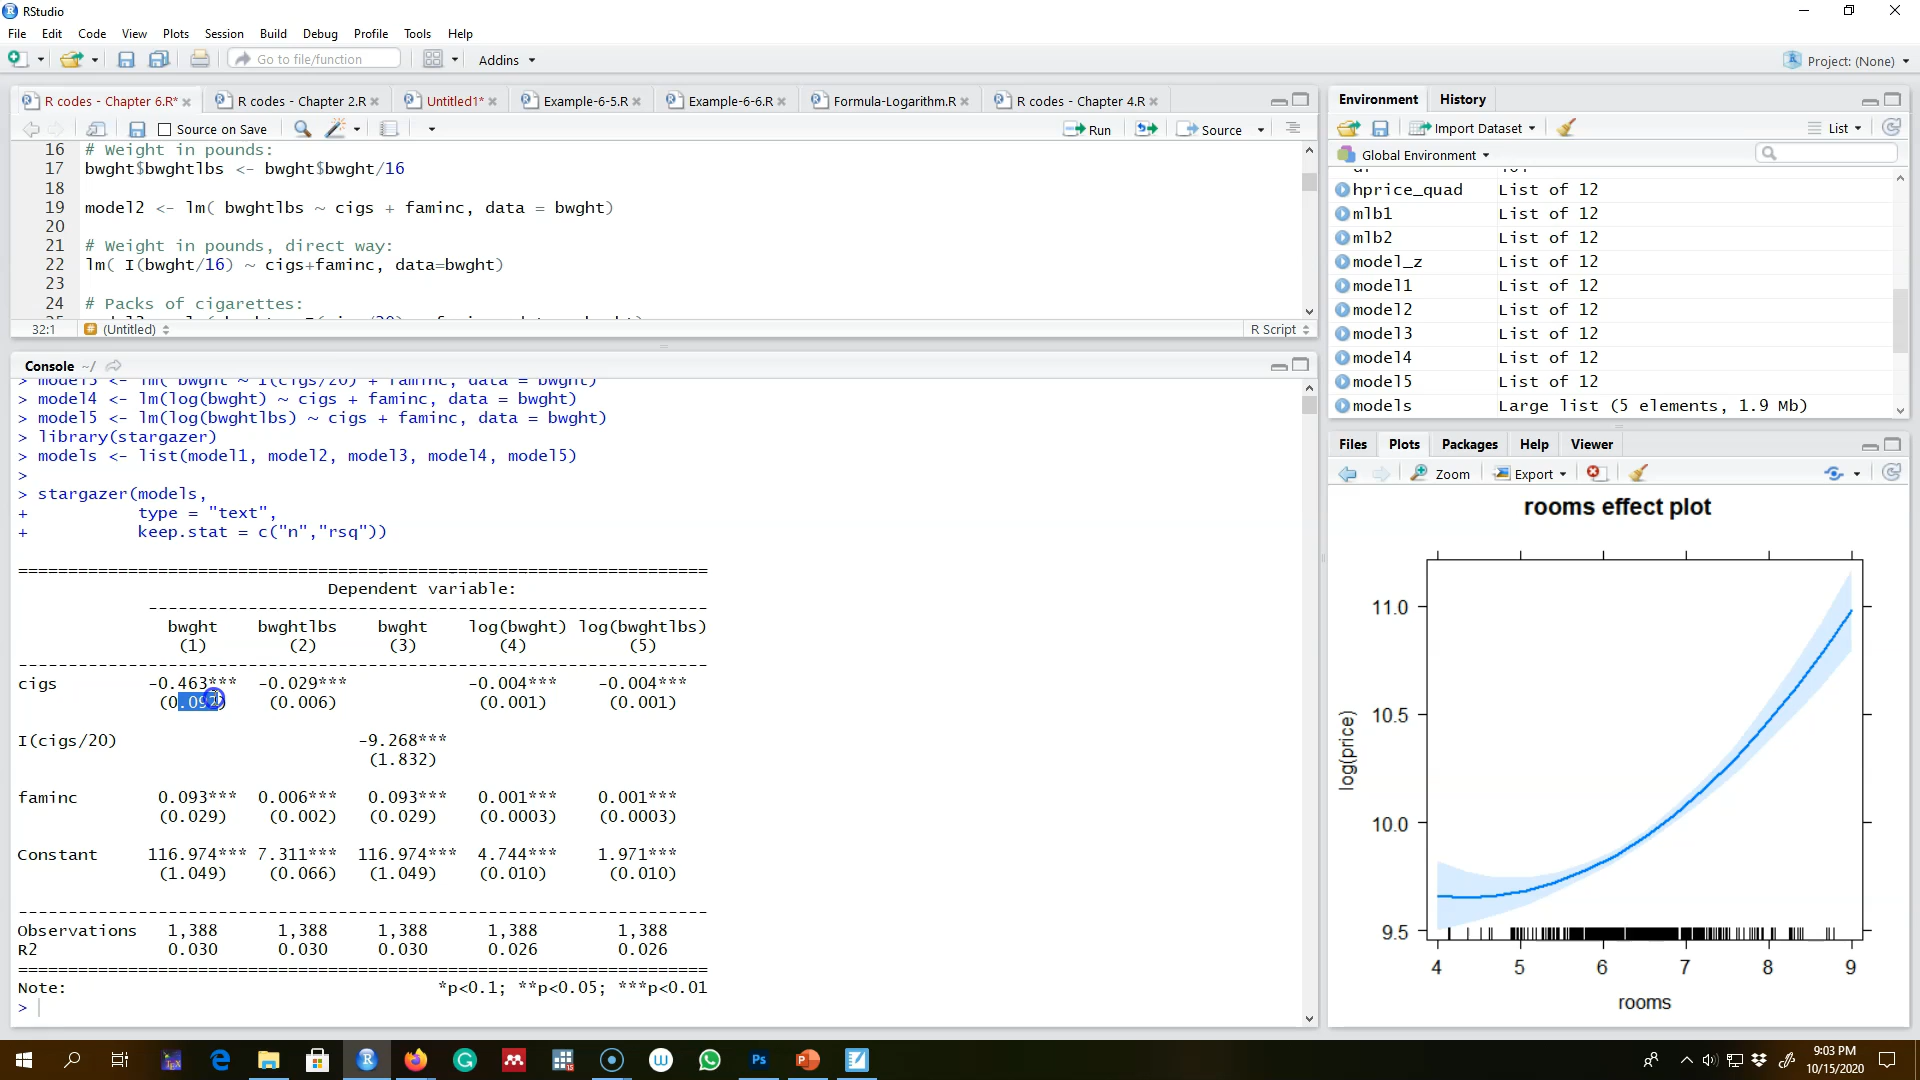 RStudio
File Edit Code View Plots Session Build Debug Profile Tools Help
Go to file/function Addins Project: (None)
R codes - Chapter 6.R* R codes - Chapter 2.R Untitled1* Example-6-5.R Example-6-6.R Formula-Logarithm.R R codes - Chapter 4.R
Source on Save Run Source
16 # Weight in pounds:
17 bwght$bwghtlbs <- bwght$bwght/16
18
19 model2 <- lm( bwghtlbs ~ cigs + faminc, data = bwght)
20
21 # Weight in pounds, direct way:
22 lm( I(bwght/16) ~ cigs+faminc, data=bwght)
23
24 # Packs of cigarettes:
32:1 (Untitled) R Script
Console ~/
> model3 <- lm( bwght ~ I(cigs/20) + faminc, data = bwght)
> model4 <- lm(log(bwght) ~ cigs + faminc, data = bwght)
> model5 <- lm(log(bwghtlbs) ~ cigs + faminc, data = bwght)
> library(stargazer)
> models <- list(model1, model2, model3, model4, model5)
>
> stargazer(models,
+ type = "text",
+ keep.stat = c("n","rsq"))
=====================================================================
Dependent variable:
--------------------------------------------------------
bwght bwghtlbs bwght log(bwght) log(bwghtlbs)
(1) (2) (3) (4) (5)
---------------------------------------------------------------------
cigs -0.463*** -0.029*** -0.004*** -0.004***
(0.092) (0.006) (0.001) (0.001)
I(cigs/20) -9.268***
(1.832)
faminc 0.093*** 0.006*** 0.093*** 0.001*** 0.001***
(0.029) (0.002) (0.029) (0.0003) (0.0003)
Constant 116.974*** 7.311*** 116.974*** 4.744*** 1.971***
(1.049) (0.066) (1.049) (0.010) (0.010)
---------------------------------------------------------------------
Observations 1,388 1,388 1,388 1,388 1,388
R2 0.030 0.030 0.030 0.026 0.026
=====================================================================
Note: *p<0.1; **p<0.05; ***p<0.01
>
Environment History
Import Dataset List
Global Environment
hprice_quad List of 12
mlb1 List of 12
mlb2 List of 12
model_z List of 12
model1 List of 12
model2 List of 12
model3 List of 12
model4 List of 12
model5 List of 12
models Large list (5 elements, 1.9 Mb)
Files Plots Packages Help Viewer
Zoom Export
rooms effect plot
11.0
10.5
10.0
9.5
log(price)
4 5 6 7 8 9
rooms
9:03 PM
10/15/2020